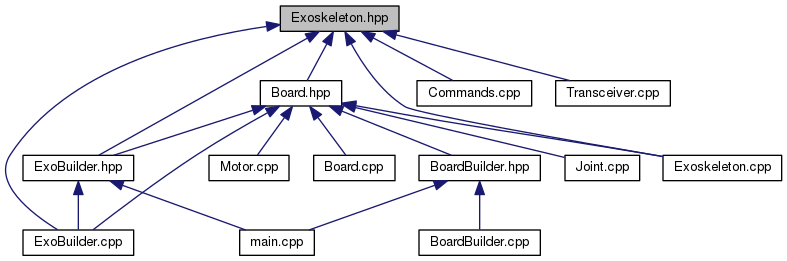 Exoskeleton.hpp
Board.hpp
Commands.cpp
Transceiver.cpp
ExoBuilder.hpp
Motor.cpp
Board.cpp
BoardBuilder.hpp
Joint.cpp
Exoskeleton.cpp
ExoBuilder.cpp
main.cpp
BoardBuilder.cpp